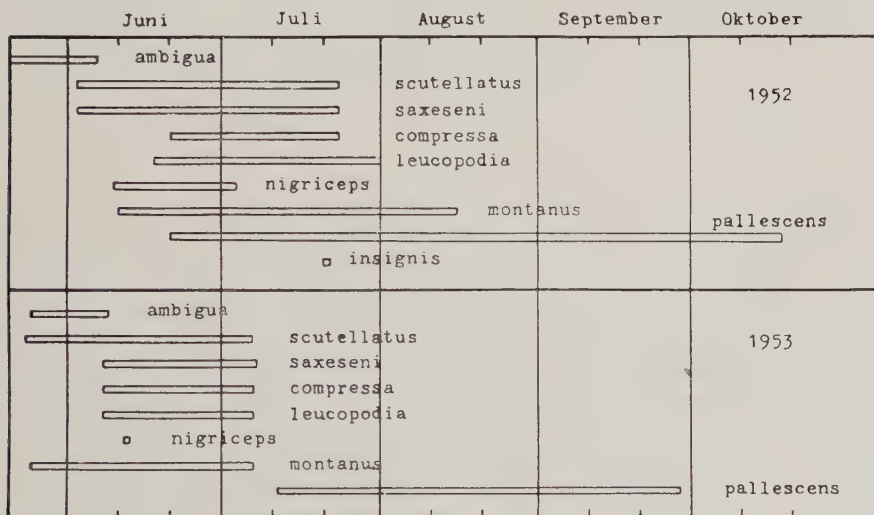 Juni Juli August September Oktober
ambigua
scutellatus
1952
saxeseni
compressa
leucopodia
nigriceps
montanus
pallescens
insignis
ambigua
scutellatus
1953
saxeseni
compressa
leucopodia
nigriceps
montanus
pallescens